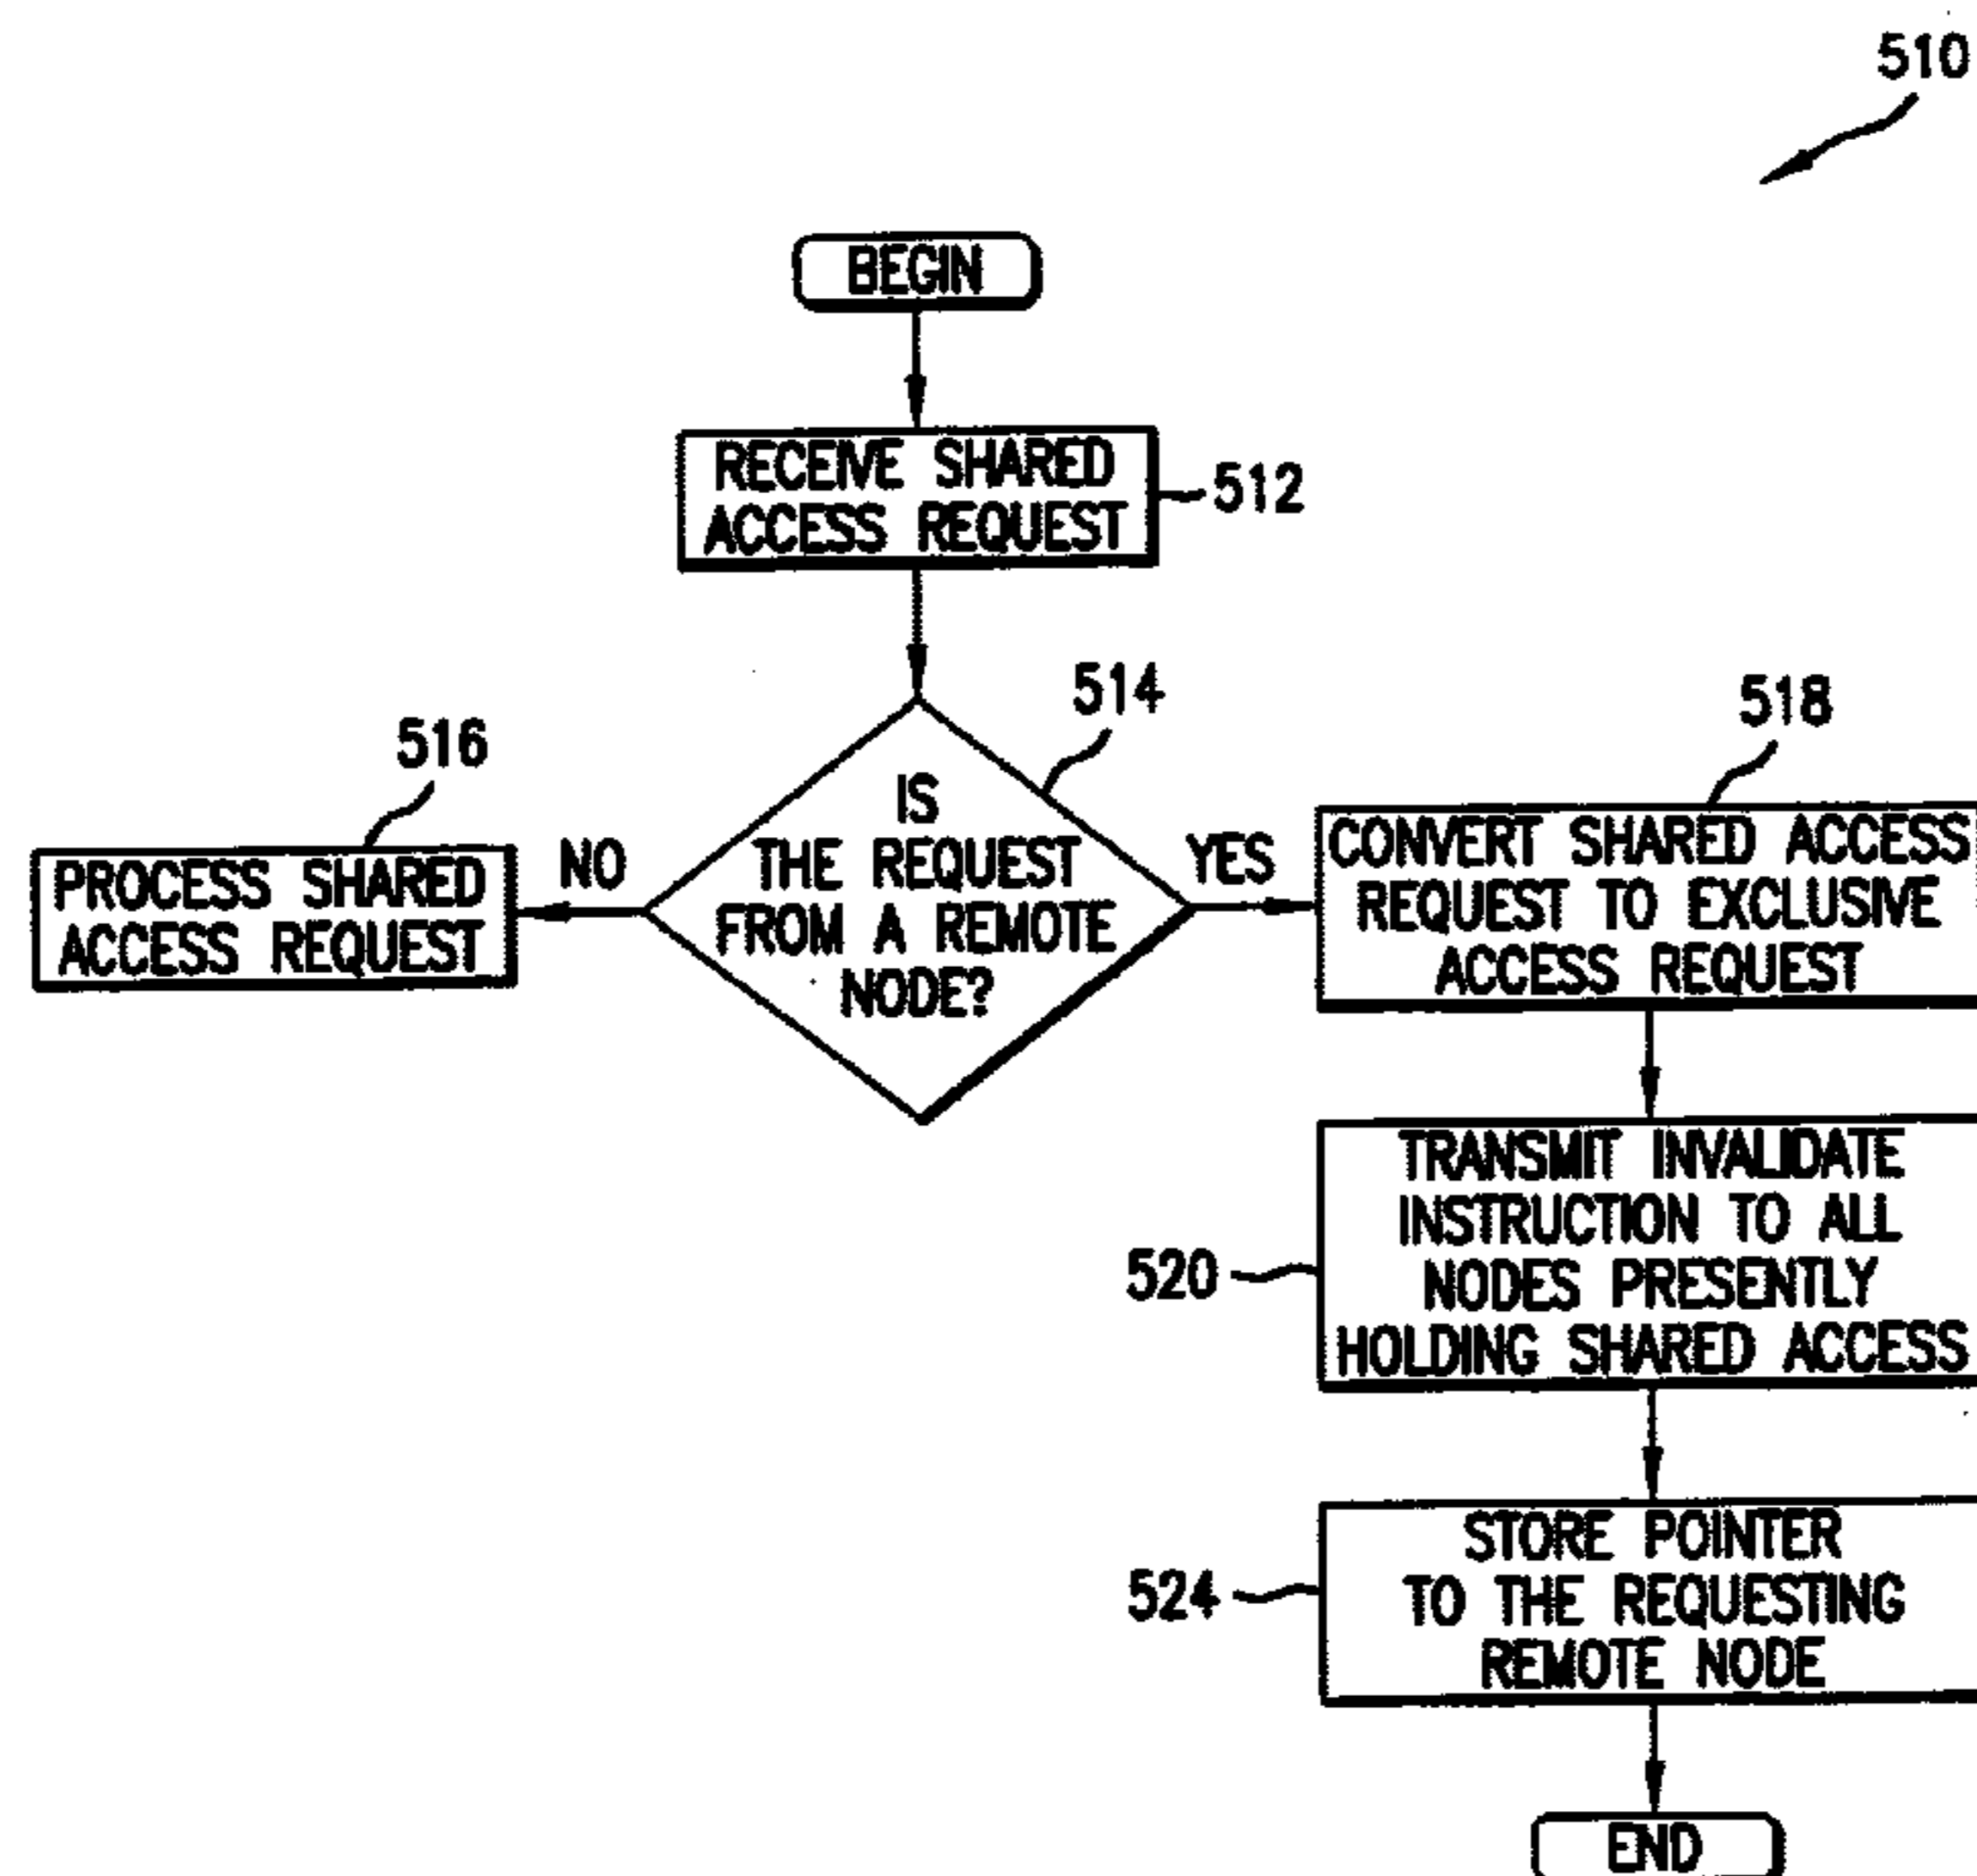 510
BEGIN
RECEIVE SHARED
ACCESS REQUEST
512
514
IS
THE REQUEST
FROM A REMOTE
NODE?
NO
YES
516
PROCESS SHARED
ACCESS REQUEST
518
CONVERT SHARED ACCESS
REQUEST TO EXCLUSIVE
ACCESS REQUEST
520
TRANSMIT INVALIDATE
INSTRUCTION TO ALL
NODES PRESENTLY
HOLDING SHARED ACCESS
524
STORE POINTER
TO THE REQUESTING
REMOTE NODE
END